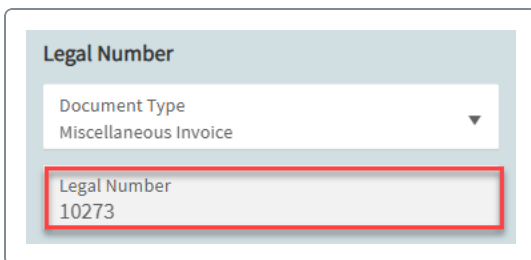 Legal Number
Document Type
Miscellaneous Invoice
Legal Number
10273